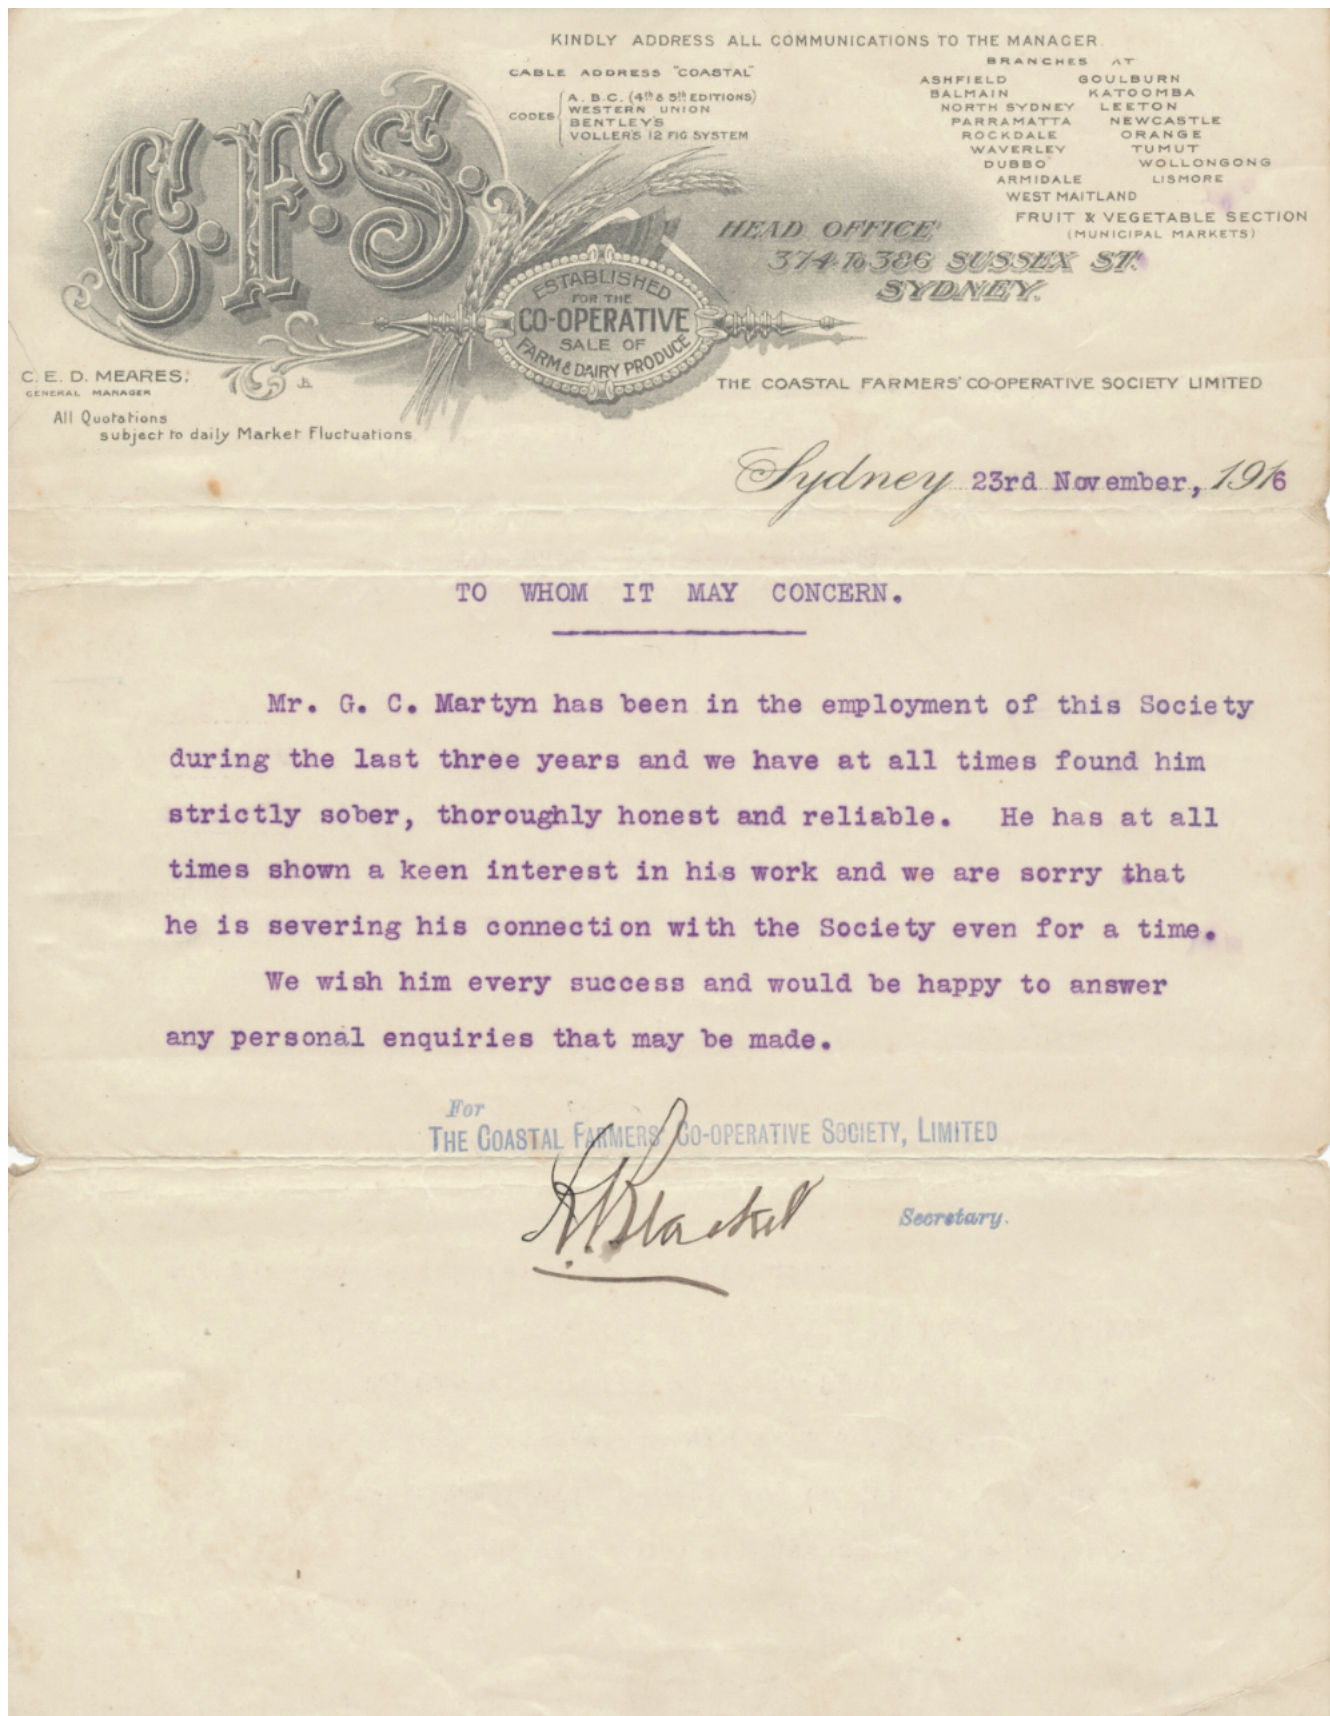 KINDLY ADDRESS ALL COMMUNICATIONS TO THE MANAGER.
CABLE ADDRESS "COASTAL"
CODES
A. B. C. (4th & 5th EDITIONS)
WESTERN UNION
BENTLEY'S
VOLLER'S 12 FIG SYSTEM
BRANCHES AT
ASHFIELD GOULBURN
BALMAIN KATOOMBA
NORTH SYDNEY LEETON
PARRAMATTA NEWCASTLE
ROCKDALE ORANGE
WAVERLEY TUMUT
DUBBO WOLLONGONG
ARMIDALE LISMORE
WEST MAITLAND
FRUIT & VEGETABLE SECTION
(MUNICIPAL MARKETS)
C.F.S.
HEAD OFFICE
374 To 386 SUSSEX ST.
SYDNEY.
ESTABLISHED
FOR THE
CO-OPERATIVE
SALE OF
FARM & DAIRY PRODUCE
C. E. D. MEARES,
GENERAL MANAGER
THE COASTAL FARMERS' CO-OPERATIVE SOCIETY LIMITED
All Quotations
subject to daily Market Fluctuations
Sydney 23rd November, 1916
TO WHOM IT MAY CONCERN.
Mr. G. C. Martyn has been in the employment of this Society
during the last three years and we have at all times found him
strictly sober, thoroughly honest and reliable. He has at all
times shown a keen interest in his work and we are sorry that
he is severing his connection with the Society even for a time.
We wish him every success and would be happy to answer
any personal enquiries that may be made.
For
THE COASTAL FARMERS' CO-OPERATIVE SOCIETY, LIMITED
Secretary.